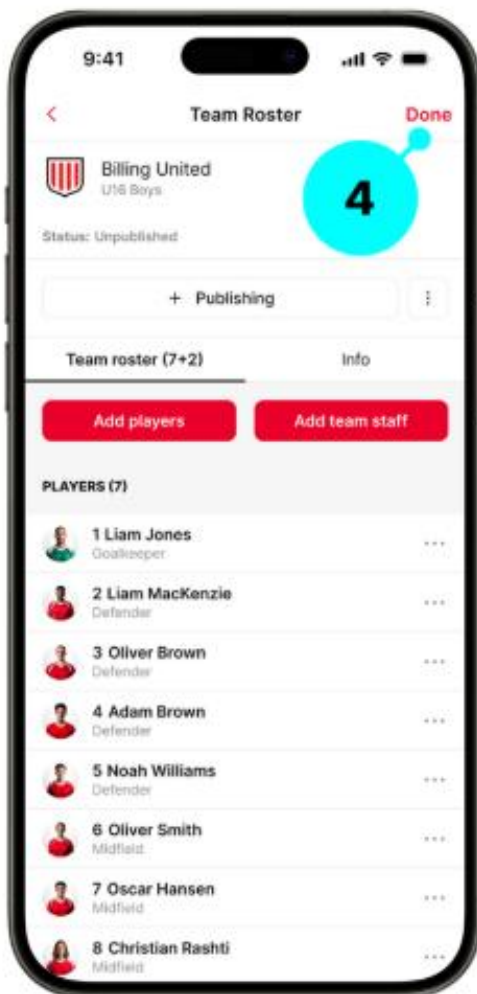 9:41
Team Roster
Done
Billing United
U16 Boys
4
Status: Unpublished
+ Publishing
Team roster (7+2)
Info
Add players
Add team staff
PLAYERS (7)
1 Liam Jones
Goalkeeper
2 Liam MacKenzie
Defender
3 Oliver Brown
Defender
4 Adam Brown
Defender
5 Noah Williams
Defender
6 Oliver Smith
Midfield
7 Oscar Hansen
Midfield
8 Christian Rashti
Midfield